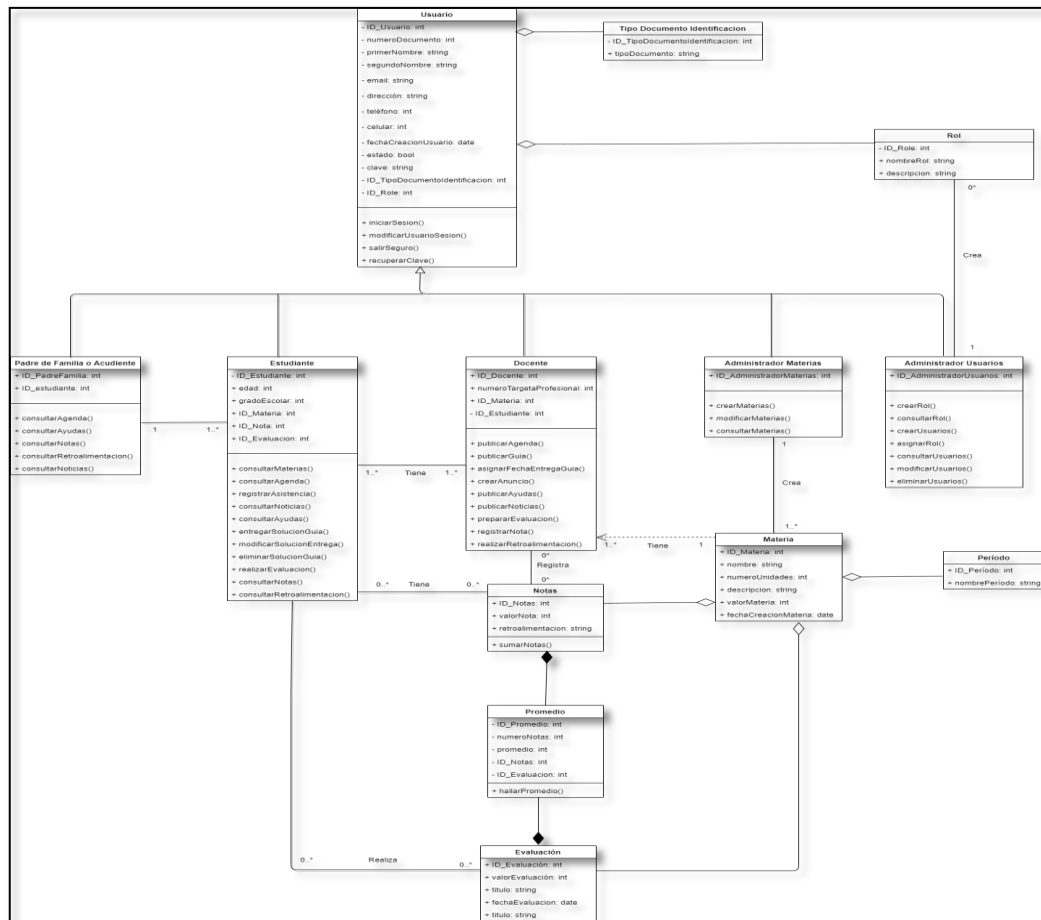 Usuario
- ID_Usuario: int
- numeroDocumento: int
- primerNombre: string
- segundoNombre: string
- email: string
- dirección: string
- teléfono: int
- celular: int
- fechaCreacionUsuario: date
- estado: bool
- clave: string
- ID_TipoDocumentoIdentificacion: int
- ID_Role: int
+ iniciarSesion()
+ modificarUsuarioSesion()
+ salirSeguro()
+ recuperarClave()
Tipo Documento Identificacion
- ID_TipoDocumentoIdentificacion: int
+ tipoDocumento: string
Rol
- ID_Role: int
+ nombreRol: string
+ descripcion: string
0*
Crea
1
Padre de Familia o Acudiente
+ ID_PadreFamilia: int
+ ID_estudiante: int
+ consultarAgenda()
+ consultarAyudas()
+ consultarNotas()
+ consultarRetroalimentacion()
+ consultarNoticias()
1
1..*
Estudiante
- ID_Estudiante: int
+ edad: int
+ gradoEscolar: int
+ ID_Materia: int
+ ID_Nota: int
+ ID_Evaluacion: int
+ consultarMaterias()
+ consultarAgenda()
+ registrarAsistencia()
+ consultarNoticias()
+ consultarAyudas()
+ entregarSolucionGuia()
+ modificarSolucionEntrega()
+ eliminarSolucionGuia()
+ realizarEvaluacion()
+ consultarNotas()
+ consultarRetroalimentacion()
1..*
Tiene
1..*
Docente
+ ID_Docente: int
+ numeroTargetaProfesional: int
+ ID_Materia: int
- ID_Estudiante: int
+ publicarAgenda()
+ publicarGuia()
+ asignarFechaEntregaGuia()
+ crearAnuncio()
+ publicarAyudas()
+ publicarNoticias()
+ prepararEvaluacion()
+ registrarNota()
+ realizarRetroalimentacion()
Administrador Materias
+ ID_AdministradorMaterias: int
+ crearMaterias()
+ modificarMaterias()
+ consultarMaterias()
1
Crea
1..*
Administrador Usuarios
+ ID_AdministradorUsuarios: int
+ crearRol()
+ consultarRol()
+ crearUsuarios()
+ asignarRol()
+ consultarUsuarios()
+ modificarUsuarios()
+ eliminarUsuarios()
1..*
Tiene
1
Materia
+ ID_Materia: int
+ nombre: string
+ numeroUnidades: int
+ descripcion: string
+ valorMateria: int
+ fechaCreacionMateria: date
Período
+ ID_Período: int
+ nombrePeríodo: string
0*
Registra
0*
0..*
Tiene
0..*
Notas
+ ID_Notas: int
+ valorNota: int
+ retroalimentacion: string
+ sumarNotas()
Promedio
- ID_Promedio: int
- numeroNotas: int
- promedio: int
- ID_Notas: int
- ID_Evaluacion: int
+ hallarPromedio()
0..*
Realiza
0..*
Evaluación
+ ID_Evaluación: int
+ valorEvaluación: int
+ titulo: string
+ fechaEvaluacion: date
+ titulo: string